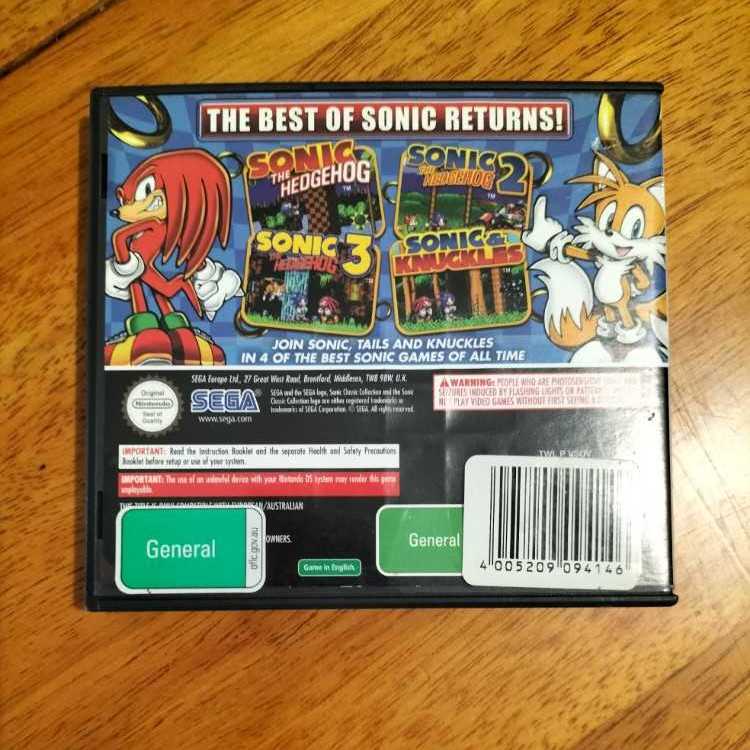 THE BEST OF SONIC RETURNS!
SONIC
THE
HEDGEHOG
TM
SONIC 2
THE HEDGEHOG
TM
SONIC 3
THE HEDGEHOG
TM
SONIC &
KNUCKLES
TM
JOIN SONIC, TAILS AND KNUCKLES
IN 4 OF THE BEST SONIC GAMES OF ALL TIME
Original
Nintendo
Seal of
Quality
SEGA Europe Ltd., 27 Great West Road, Brentford, Middlesex, TW8 9BW, U.K.
SEGA
www.sega.com
SEGA and the SEGA logo, Sonic Classic Collection and the Sonic
Classic Collection logo are either registered trademarks or
trademarks of SEGA Corporation. © SEGA. All rights reserved.
WARNING: PEOPLE WHO ARE PHOTOSENSITIVE
SEIZURES INDUCED BY FLASHING LIGHTS OR
PLAY VIDEO GAMES WITHOUT FIRST SEEING
IMPORTANT: Read the Instruction Booklet and the separate Health and Safety Precautions
Booklet before setup or use of your system.
IMPORTANT: The use of an unlawful device with your Nintendo DS system may render this game
unplayable.
/AUSTRALIAN
OWNERS.
General
oflc.gov.au
Game in English.
General
4 005209 094146